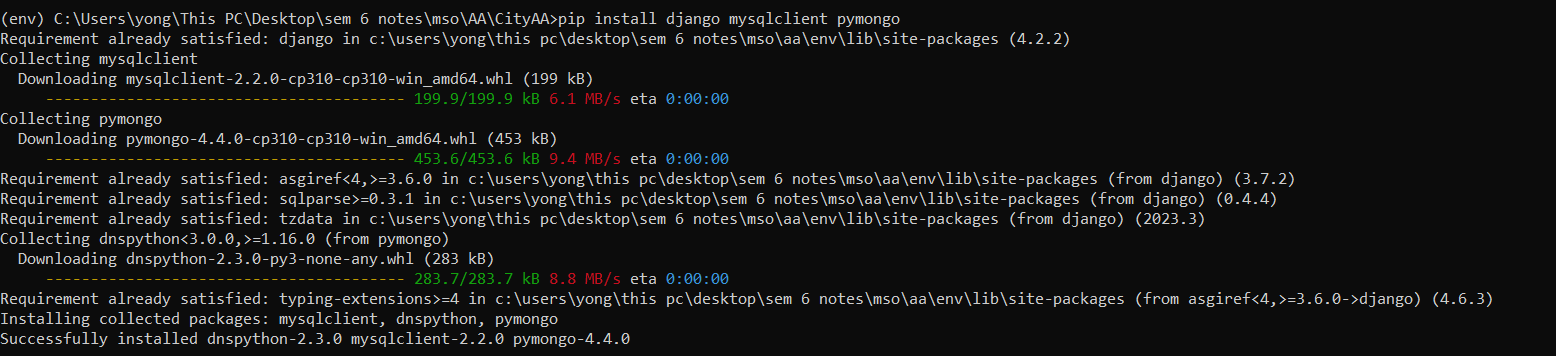 (env) C:\Users\yong\This PC\Desktop\sem 6 notes\mso\AA\CityAA>pip install django mysqlclient pymongo
Requirement already satisfied: django in c:\users\yong\this pc\desktop\sem 6 notes\mso\aa\env\lib\site-packages (4.2.2)
Collecting mysqlclient
  Downloading mysqlclient-2.2.0-cp310-cp310-win_amd64.whl (199 kB)
     ---------------------------------------- 199.9/199.9 kB 6.1 MB/s eta 0:00:00
Collecting pymongo
  Downloading pymongo-4.4.0-cp310-cp310-win_amd64.whl (453 kB)
     ---------------------------------------- 453.6/453.6 kB 9.4 MB/s eta 0:00:00
Requirement already satisfied: asgiref<4,>=3.6.0 in c:\users\yong\this pc\desktop\sem 6 notes\mso\aa\env\lib\site-packages (from django) (3.7.2)
Requirement already satisfied: sqlparse>=0.3.1 in c:\users\yong\this pc\desktop\sem 6 notes\mso\aa\env\lib\site-packages (from django) (0.4.4)
Requirement already satisfied: tzdata in c:\users\yong\this pc\desktop\sem 6 notes\mso\aa\env\lib\site-packages (from django) (2023.3)
Collecting dnspython<3.0.0,>=1.16.0 (from pymongo)
  Downloading dnspython-2.3.0-py3-none-any.whl (283 kB)
     ---------------------------------------- 283.7/283.7 kB 8.8 MB/s eta 0:00:00
Requirement already satisfied: typing-extensions>=4 in c:\users\yong\this pc\desktop\sem 6 notes\mso\aa\env\lib\site-packages (from asgiref<4,>=3.6.0->django) (4.6.3)
Installing collected packages: mysqlclient, dnspython, pymongo
Successfully installed dnspython-2.3.0 mysqlclient-2.2.0 pymongo-4.4.0